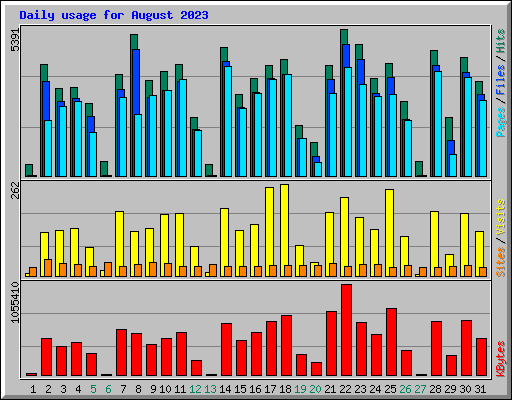 Daily usage for August 2023
5391
262
1055410
Pages / Files / Hits
Sites / Visits
KBytes
1 2 3 4 5 6 7 8 9 10 11 12 13 14 15 16 17 18 19 20 21 22 23 24 25 26 27 28 29 30 31